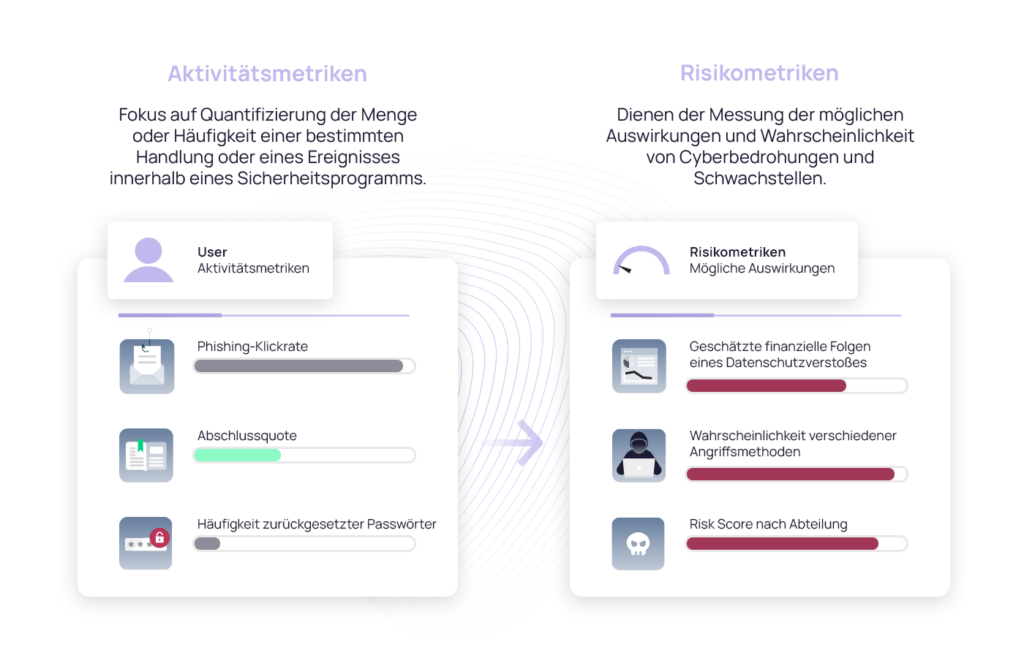 Aktivitätsmetriken
Fokus auf Quantifizierung der Menge
oder Häufigkeit einer bestimmten
Handlung oder eines Ereignisses
innerhalb eines Sicherheitsprogramms.
User
Aktivitätsmetriken
Phishing-Klickrate
Abschlussquote
Häufigkeit zurückgesetzter Passwörter
Risikometriken
Dienen der Messung der möglichen
Auswirkungen und Wahrscheinlichkeit
von Cyberbedrohungen und
Schwachstellen.
Risikometriken
Mögliche Auswirkungen
Geschätzte finanzielle Folgen
eines Datenschutzverstoßes
Wahrscheinlichkeit verschiedener
Angriffsmethoden
Risk Score nach Abteilung